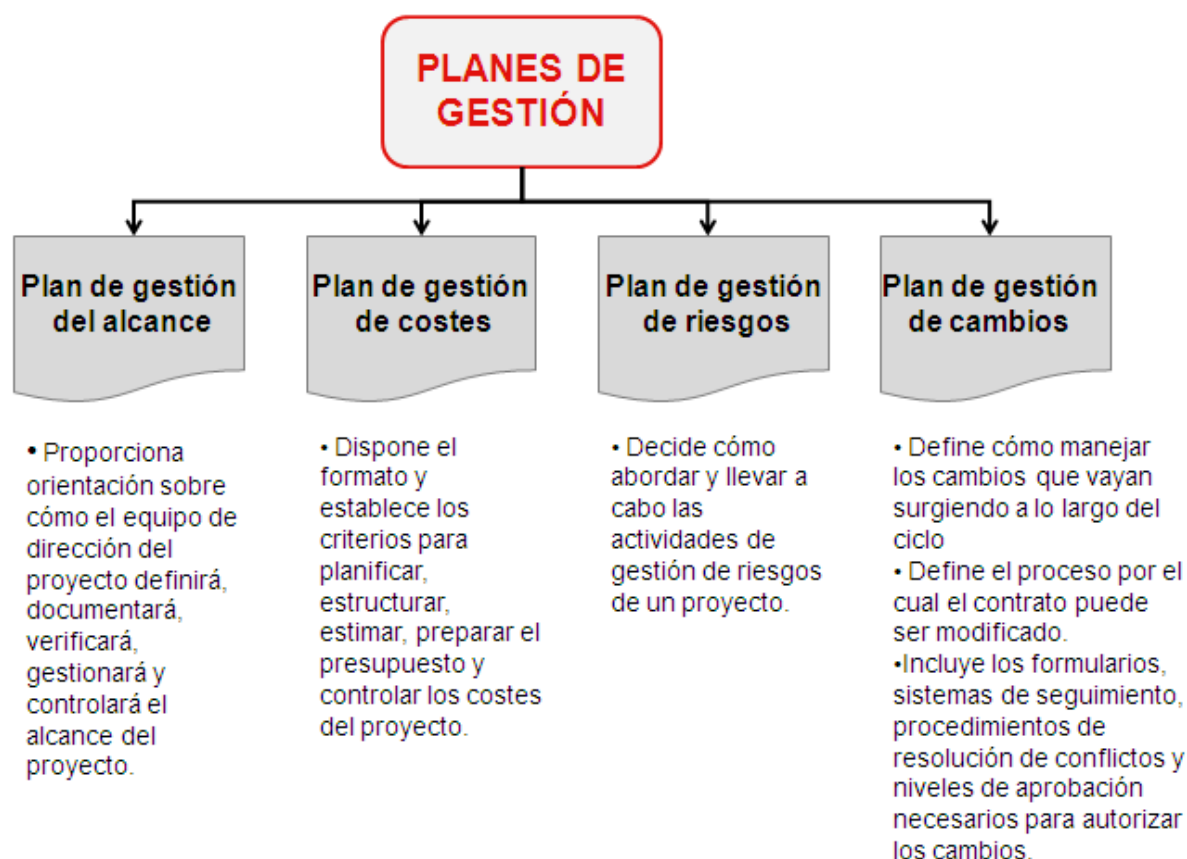 PLANES DE
GESTIÓN
Plan de gestión
del alcance
• Proporciona
orientación sobre
cómo el equipo de
dirección del
proyecto definirá,
documentará,
verificará,
gestionará y
controlará el
alcance del
proyecto.
Plan de gestión
de costes
• Dispone el
formato y
establece los
criterios para
planificar,
estructurar,
estimar, preparar el
presupuesto y
controlar los costes
del proyecto.
Plan de gestión
de riesgos
• Decide cómo
abordar y llevar a
cabo las
actividades de
gestión de riesgos
de un proyecto.
Plan de gestión
de cambios
• Define cómo manejar
los cambios que vayan
surgiendo a lo largo del
ciclo
• Define el proceso por el
cual el contrato puede
ser modificado.
•Incluye los formularios,
sistemas de seguimiento,
procedimientos de
resolución de conflictos y
niveles de aprobación
necesarios para autorizar
los cambios.